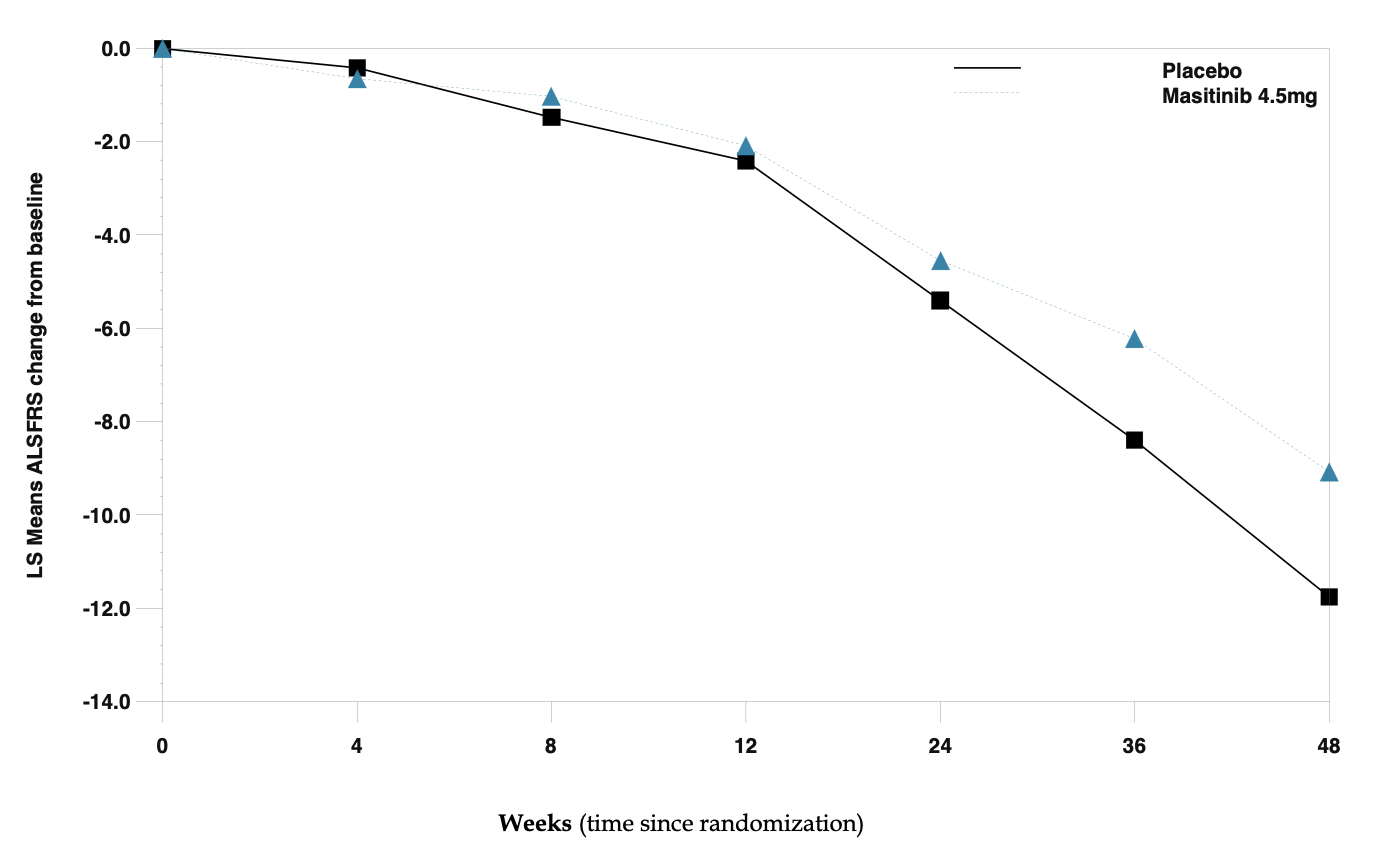 0.0
-2.0
-4.0
-6.0
-8.0
-10.0
-12.0
-14.0
LS Means ALSFRS change from baseline
Placebo
Masitinib 4.5mg
0 4 8 12 24 36 48
Weeks (time since randomization)